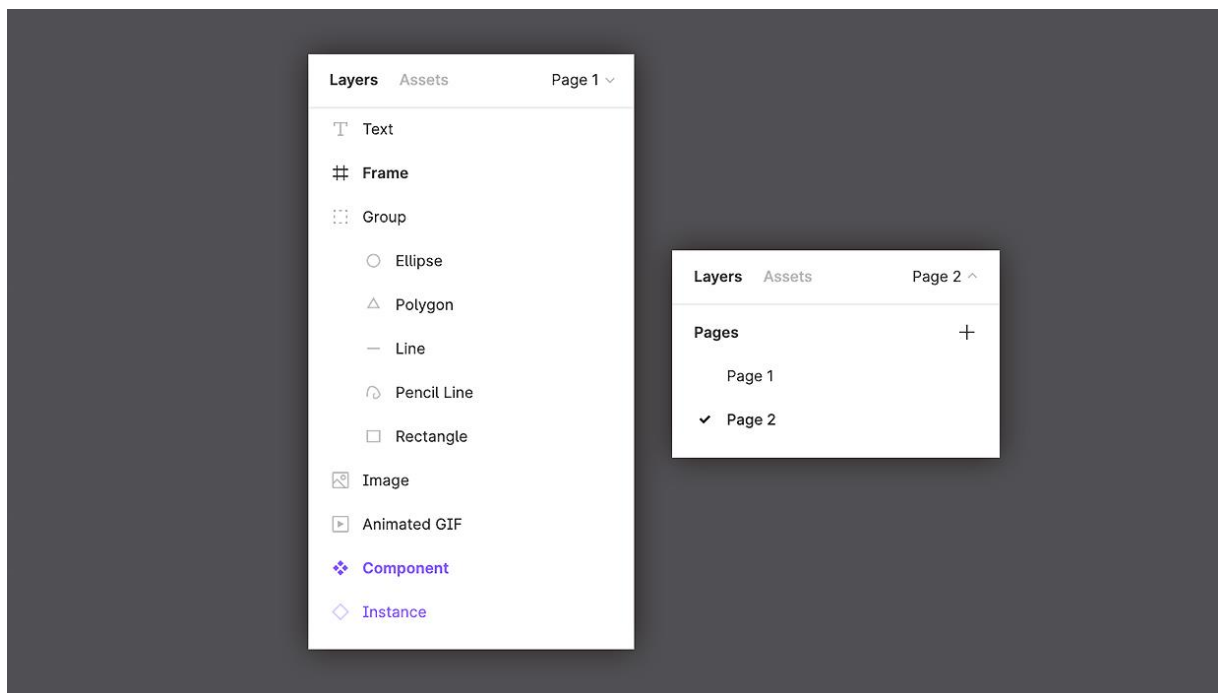 Layers Assets Page 1
Text
Frame
Group
Ellipse
Polygon
Line
Pencil Line
Rectangle
Image
Animated GIF
Component
Instance
Layers Assets Page 2
Pages
Page 1
Page 2